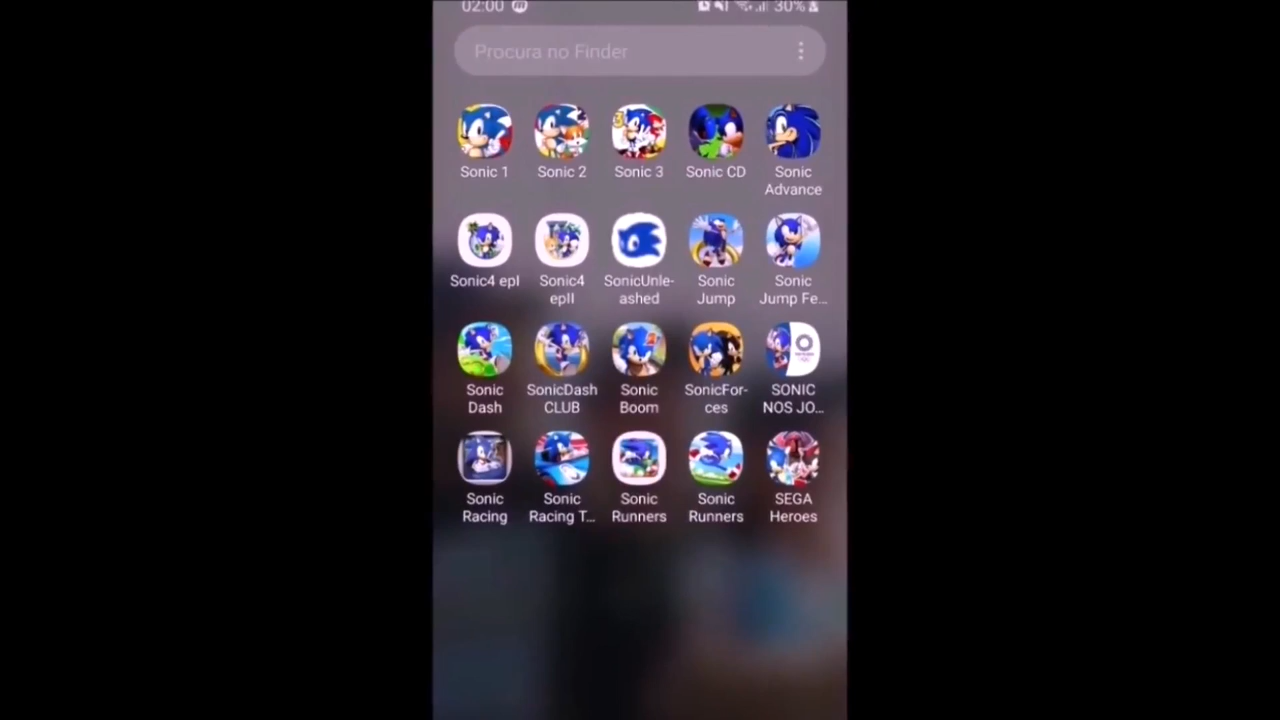 02:00 30%
Procura no Finder
Sonic 1 Sonic 2 Sonic 3 Sonic CD Sonic
Advance
Sonic4 epI Sonic4 SonicUnle- Sonic Sonic
epII ashed Jump Jump Fe...
Sonic SonicDash Sonic SonicFor- SONIC
Dash CLUB Boom ces NOS JO...
Sonic Sonic Sonic Sonic SEGA
Racing Racing T... Runners Runners Heroes